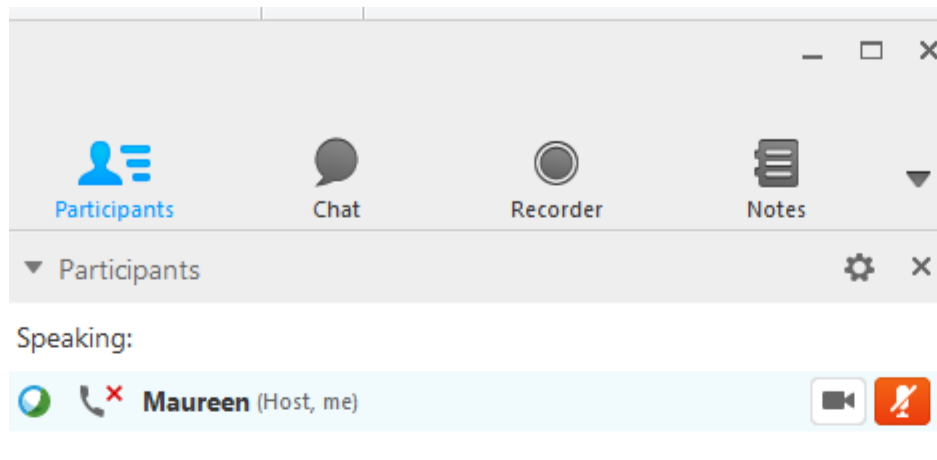 Participants Chat Recorder Notes
Participants
Speaking:
Maureen (Host, me)